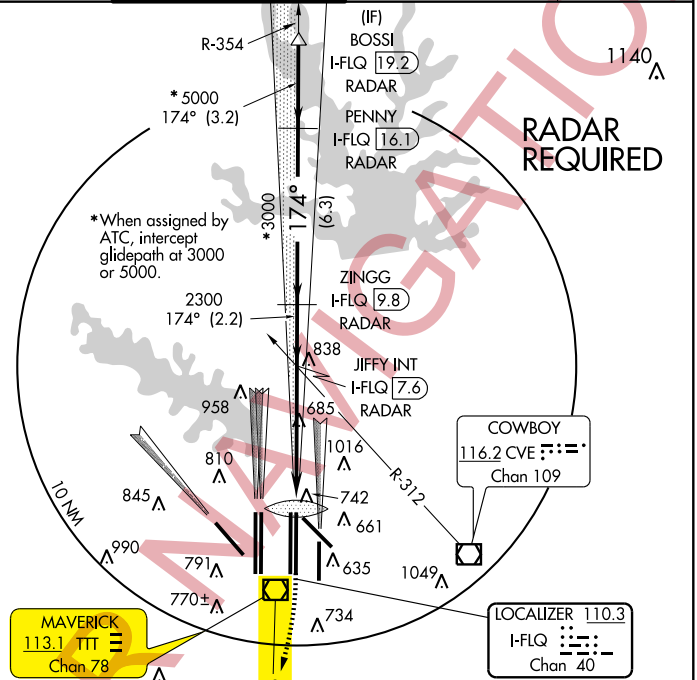 (IF)
BOSSI
I-FLQ 19.2
RADAR
R-354
1140
*5000
174° (3.2)
PENNY
I-FLQ 16.1
RADAR
RADAR
REQUIRED
*3000
174°
(6.3)
*When assigned by
ATC, intercept
glidepath at 3000
or 5000.
ZINGG
I-FLQ 9.8
RADAR
2300
174° (2.2)
838
JIFFY INT
I-FLQ 7.6
RADAR
958
685
810
1016
R-312
COWBOY
116.2 CVE
Chan 109
10 NM
845
742
661
990
791
635
1049
770±
734
MAVERICK
113.1 TTT
Chan 78
LOCALIZER 110.3
I-FLQ
Chan 40
R NAVIGATIO